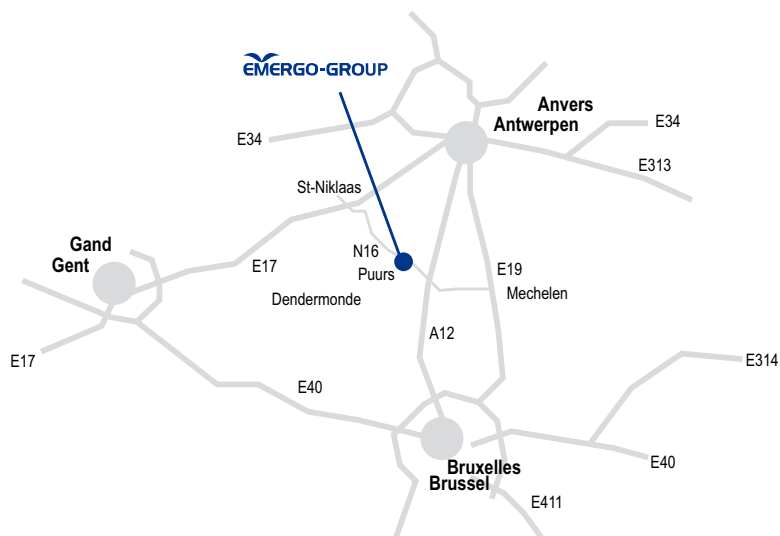 EMERGO-GROUP
Anvers
Antwerpen
E34
E34
E313
St-Niklaas
Gand
Gent
E17
N16
Puurs
E19
Mechelen
Dendermonde
A12
E17
E40
E314
Bruxelles
Brussel
E40
E411